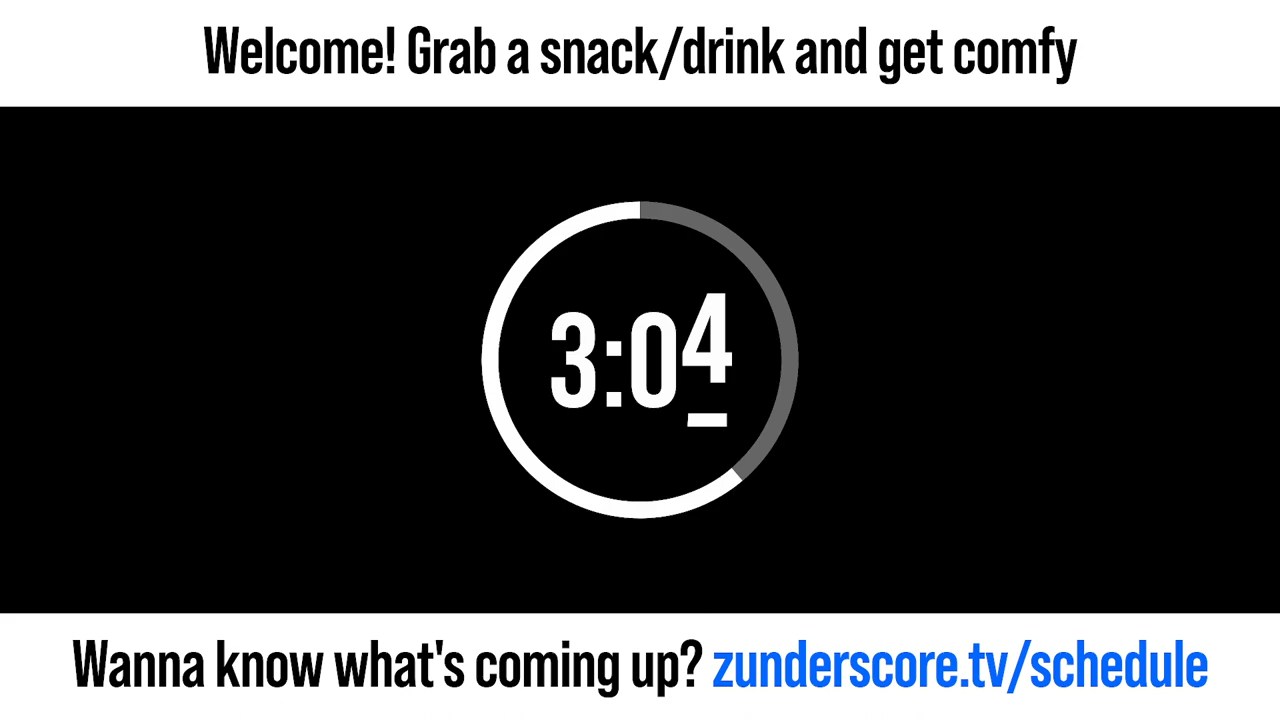 Welcome! Grab a snack/drink and get comfy
3:04
Wanna know what's coming up? zunderscore.tv/schedule